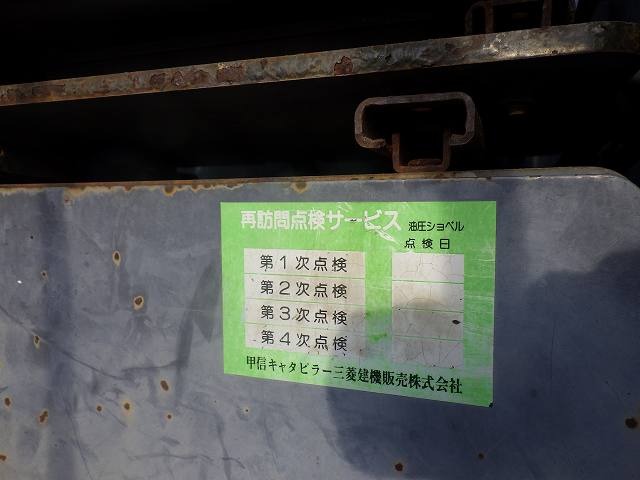 再訪問点検サービス 油圧ショベル
点検日
第1次点検
第2次点検
第3次点検
第4次点検
甲信キャタピラー三菱建機販売株式会社